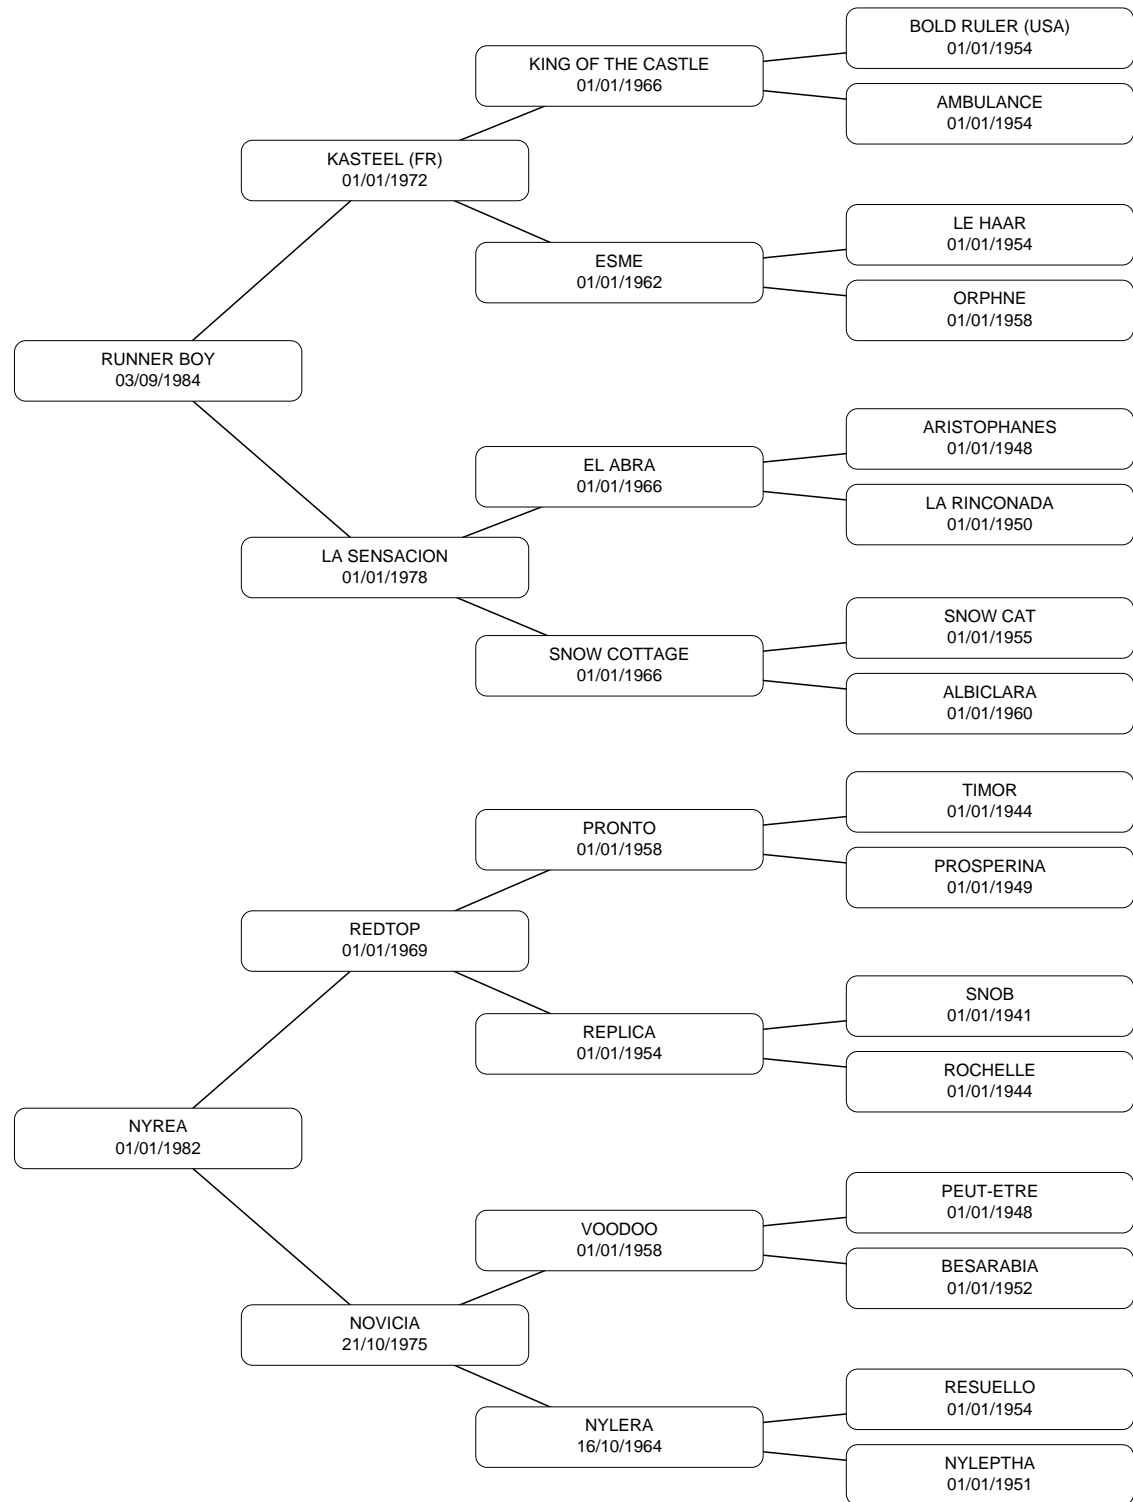 BOLD RULER (USA)
01/01/1954
KING OF THE CASTLE
01/01/1966
AMBULANCE
01/01/1954
KASTEEL (FR)
01/01/1972
LE HAAR
01/01/1954
ESME
01/01/1962
ORPHNE
01/01/1958
RUNNER BOY
03/09/1984
ARISTOPHANES
01/01/1948
EL ABRA
01/01/1966
LA RINCONADA
01/01/1950
LA SENSACION
01/01/1978
SNOW CAT
01/01/1955
SNOW COTTAGE
01/01/1966
ALBICLARA
01/01/1960
TIMOR
01/01/1944
PRONTO
01/01/1958
PROSPERINA
01/01/1949
REDTOP
01/01/1969
SNOB
01/01/1941
REPLICA
01/01/1954
ROCHELLE
01/01/1944
NYREA
01/01/1982
PEUT-ETRE
01/01/1948
VOODOO
01/01/1958
BESARABIA
01/01/1952
NOVICIA
21/10/1975
RESUELLO
01/01/1954
NYLERA
16/10/1964
NYLEPTHA
01/01/1951